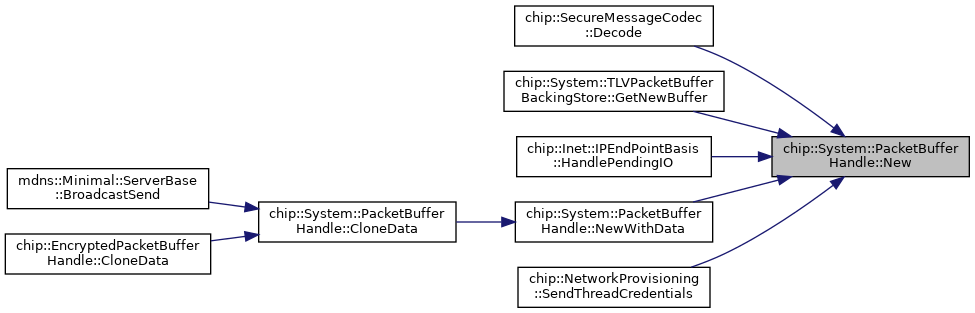 chip::SecureMessageCodec
::Decode
chip::System::TLVPacketBuffer
BackingStore::GetNewBuffer
chip::Inet::IPEndPointBasis
::HandlePendingIO
chip::System::PacketBuffer
Handle::New
mdns::Minimal::ServerBase
::BroadcastSend
chip::EncryptedPacketBuffer
Handle::CloneData
chip::System::PacketBuffer
Handle::CloneData
chip::System::PacketBuffer
Handle::NewWithData
chip::NetworkProvisioning
::SendThreadCredentials